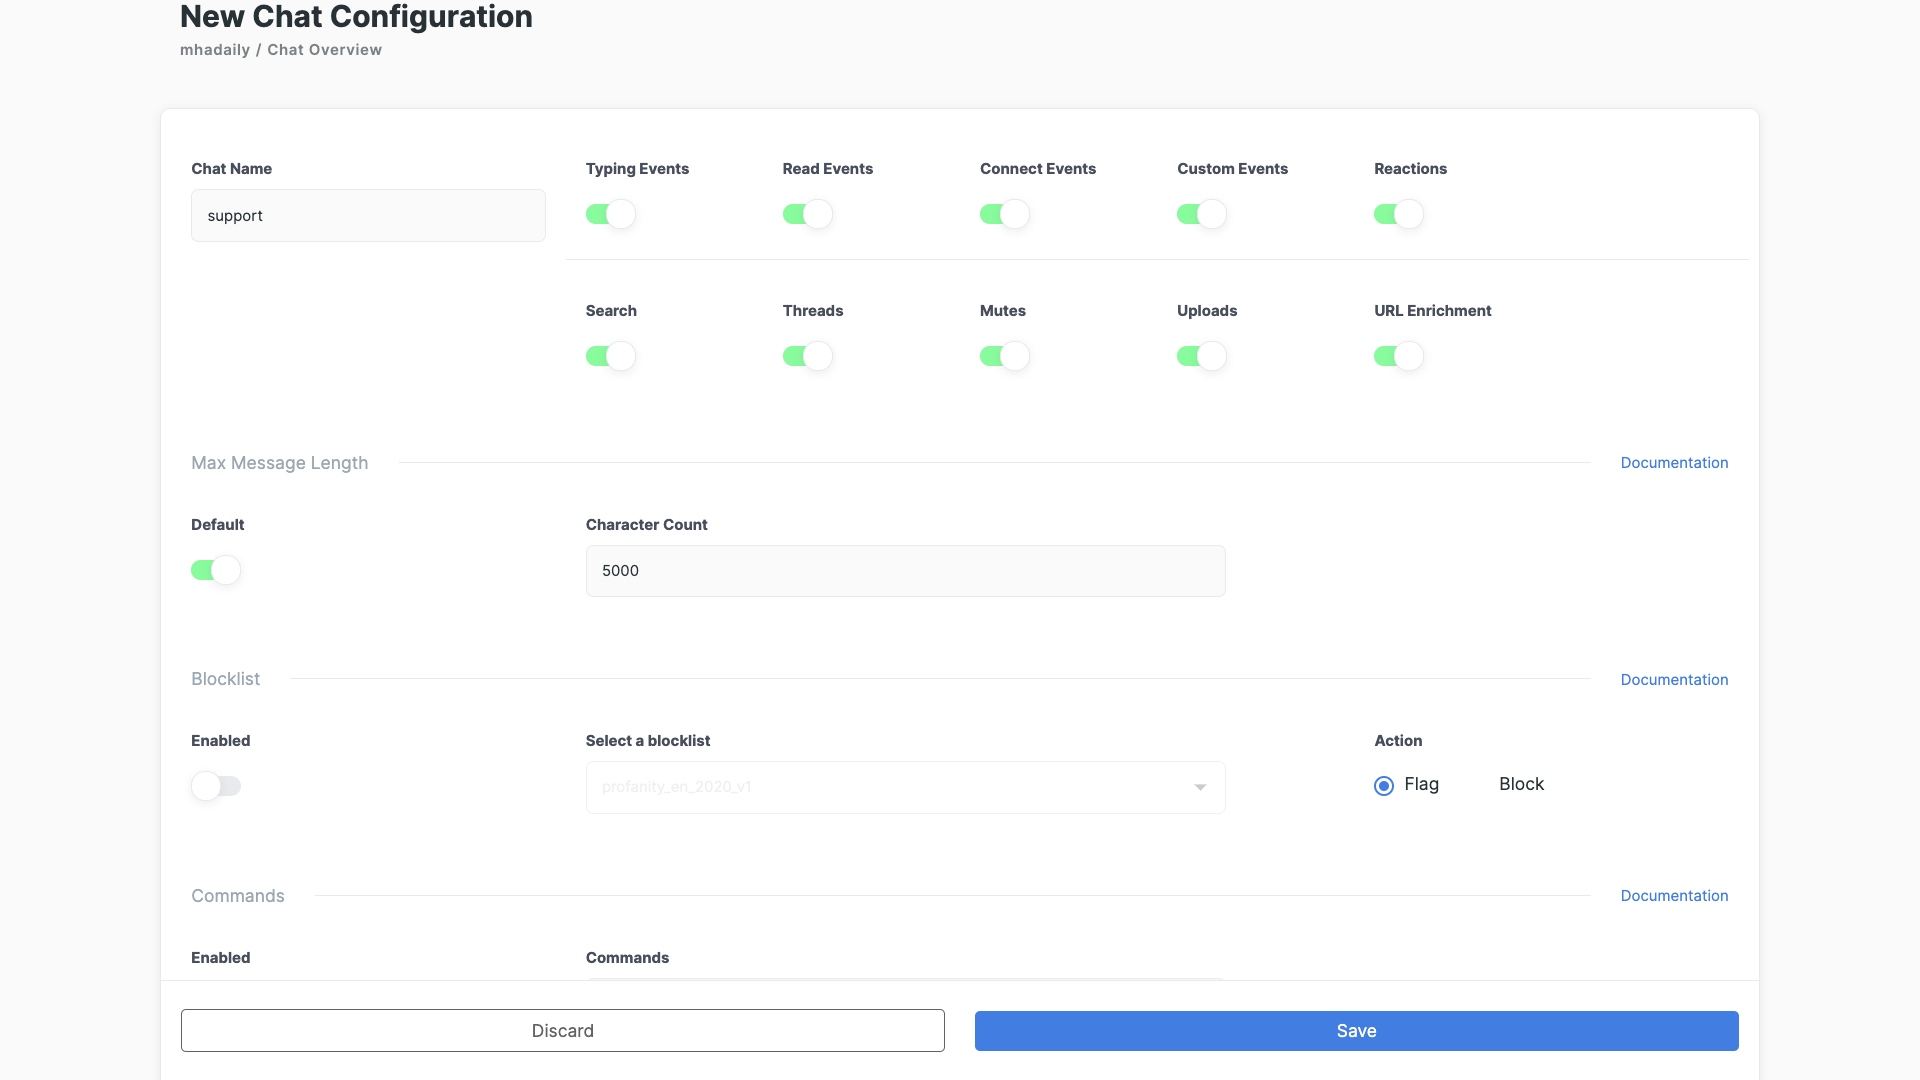 New Chat Configuration
mhadaily / Chat Overview
Chat Name
support
Typing Events
Read Events
Connect Events
Custom Events
Reactions
Search
Threads
Mutes
Uploads
URL Enrichment
Max Message Length
Documentation
Default
Character Count
5000
Blocklist
Documentation
Enabled
Select a blocklist
profanity_en_2020_v1
Action
Flag
Block
Commands
Documentation
Enabled
Commands
Discard
Save